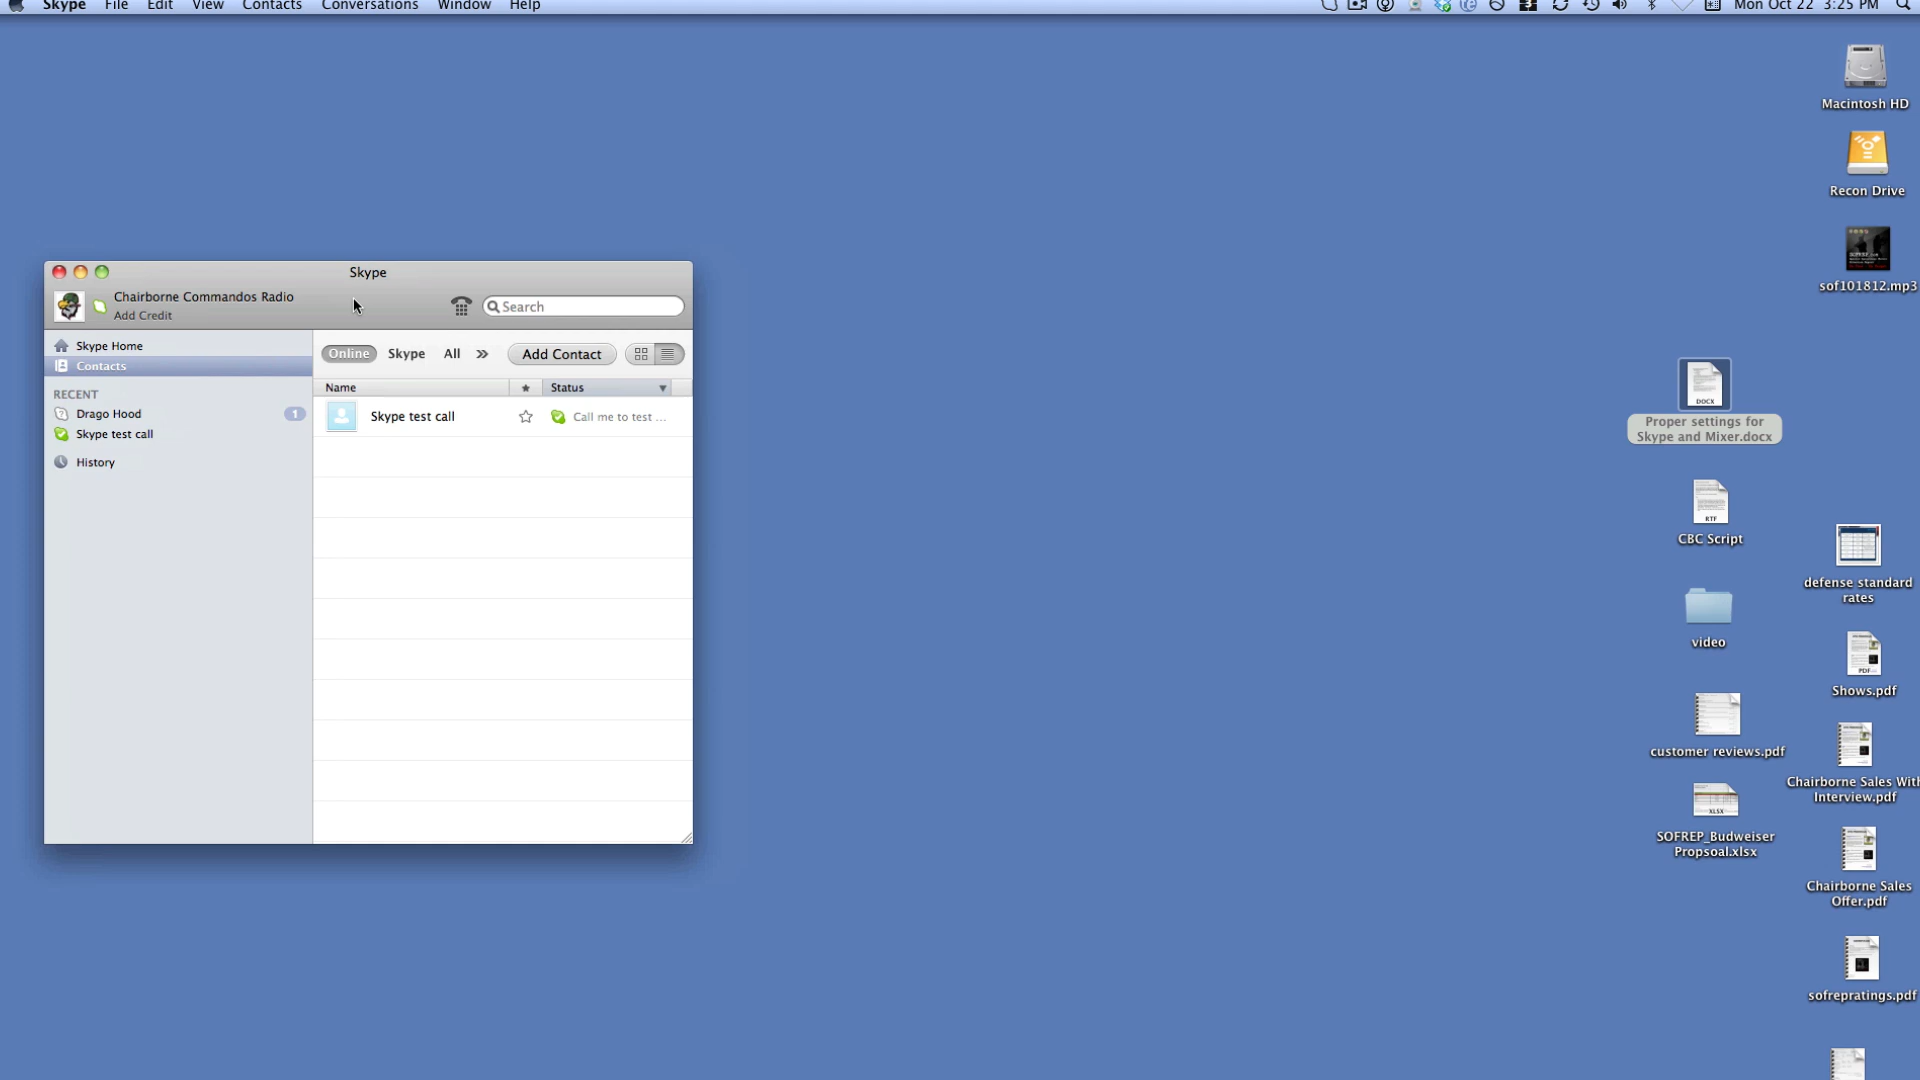 Skype File Edit View Contacts Conversations Window Help
Mon Oct 22 3:25 PM
Macintosh HD
Recon Drive
sof101812.mp3
Skype
Chairborne Commandos Radio
Add Credit
Search
Skype Home
Contacts
RECENT
Drago Hood 1
Skype test call
History
Online Skype All » Add Contact
Name ★ Status
Skype test call Call me to test ...
DOCX
Proper settings for
Skype and Mixer.docx
RTF
CBC Script
defense standard
rates
video
PDF
Shows.pdf
customer reviews.pdf
Chairborne Sales With
Interview.pdf
XLSX
SOFREP_Budweiser
Propsoal.xlsx
Chairborne Sales
Offer.pdf
sofrepratings.pdf